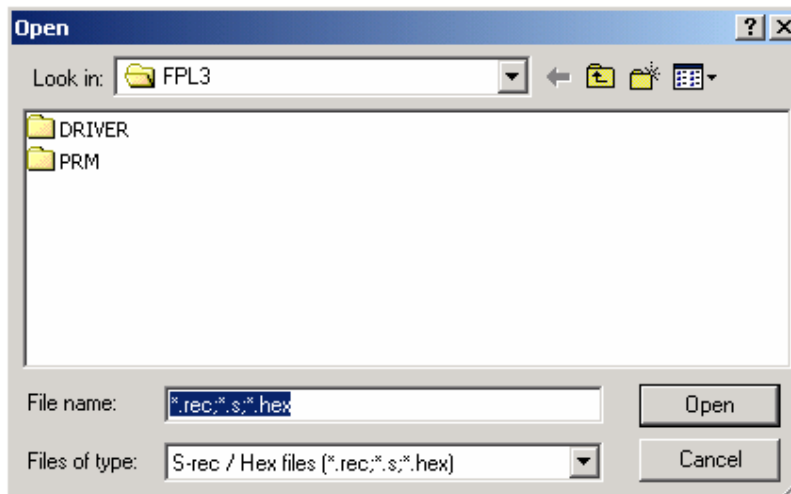 Open
Look in: FPL3
DRIVER
PRM
File name: *.rec;*.s;*.hex Open
Files of type: S-rec / Hex files (*.rec;*.s;*.hex) Cancel